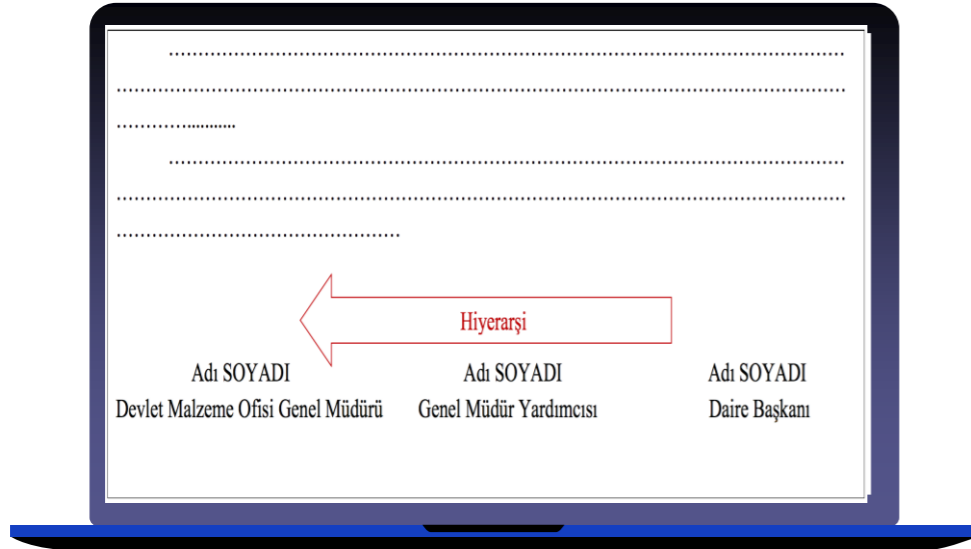 ........................................................................................................................
.................................................................................................................................
......................
........................................................................................................................
.................................................................................................................................
..................................................
Hiyerarşi
Adı SOYADI Adı SOYADI Adı SOYADI
Devlet Malzeme Ofisi Genel Müdürü Genel Müdür Yardımcısı Daire Başkanı